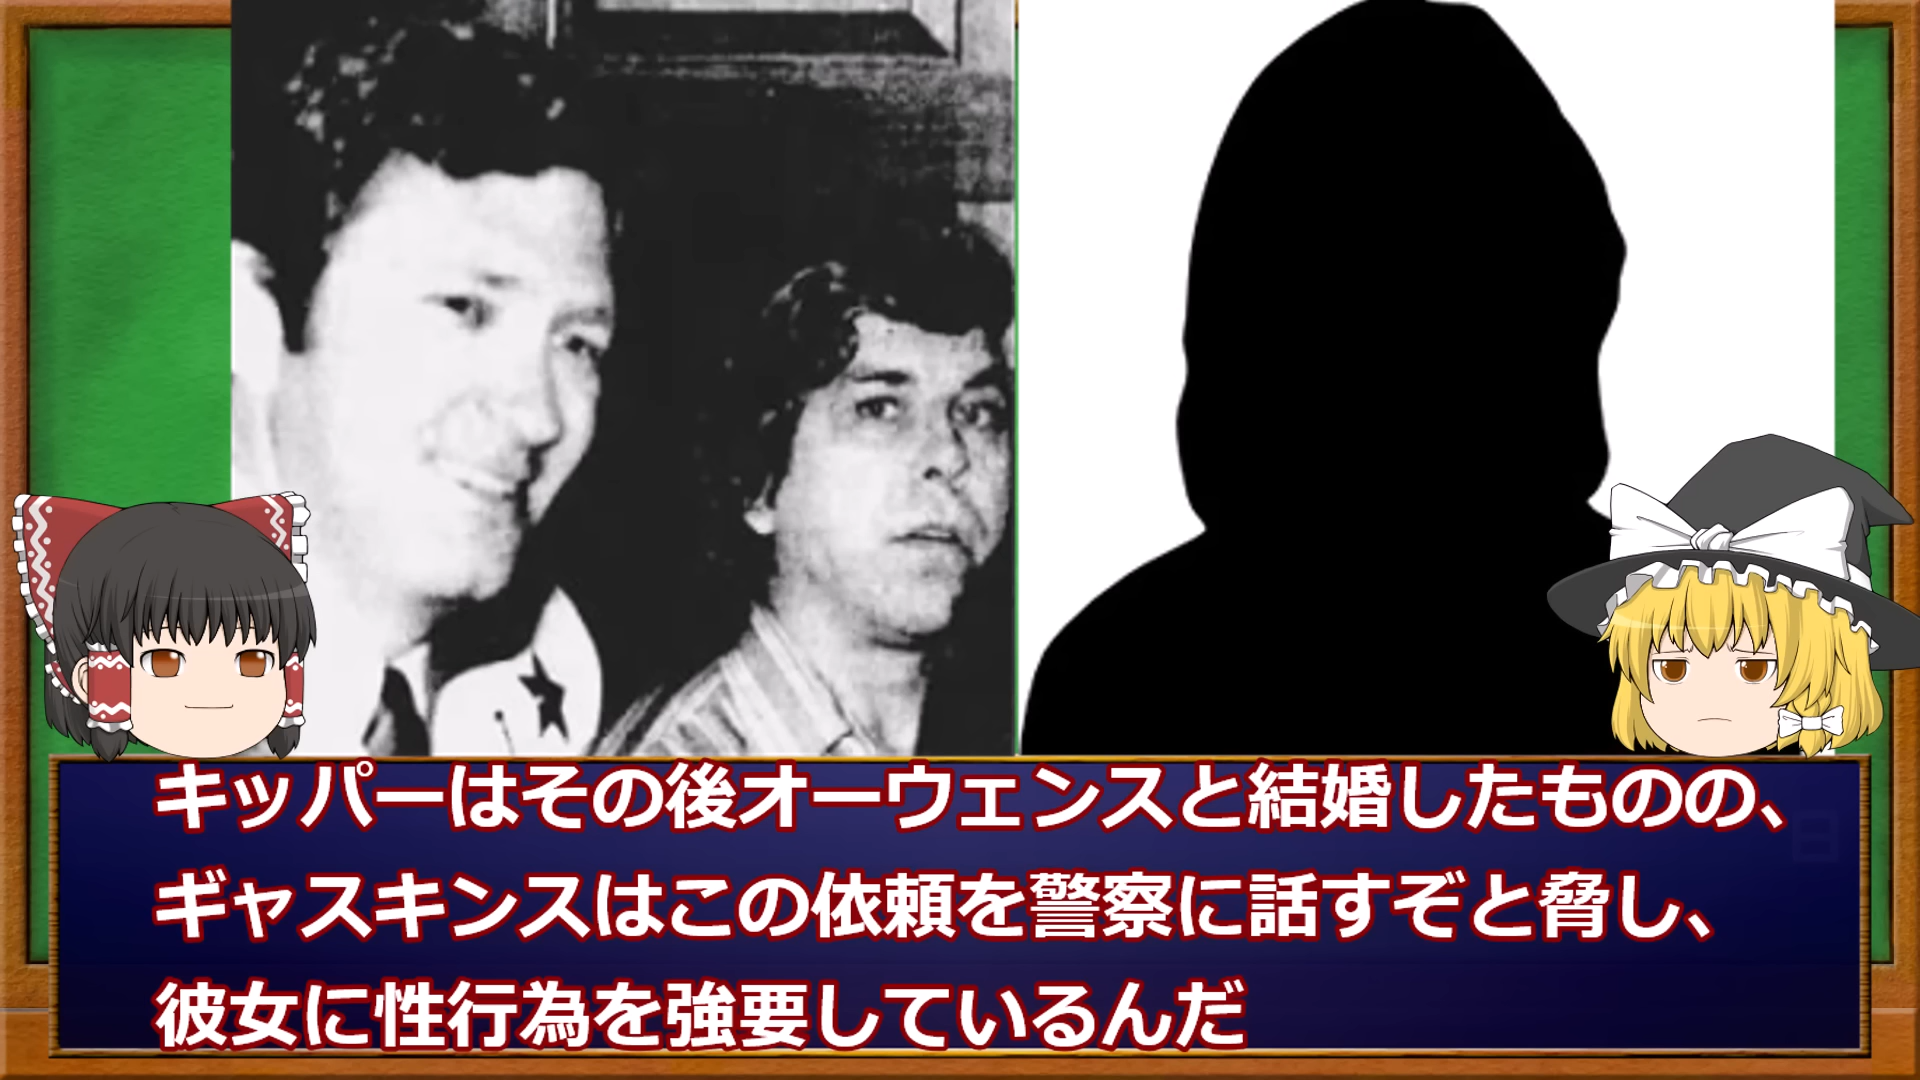 キッパーはその後オーウェンスと結婚したものの、
ギャスキンスはこの依頼を警察に話すぞと脅し、
彼女に性行為を強要しているんだ